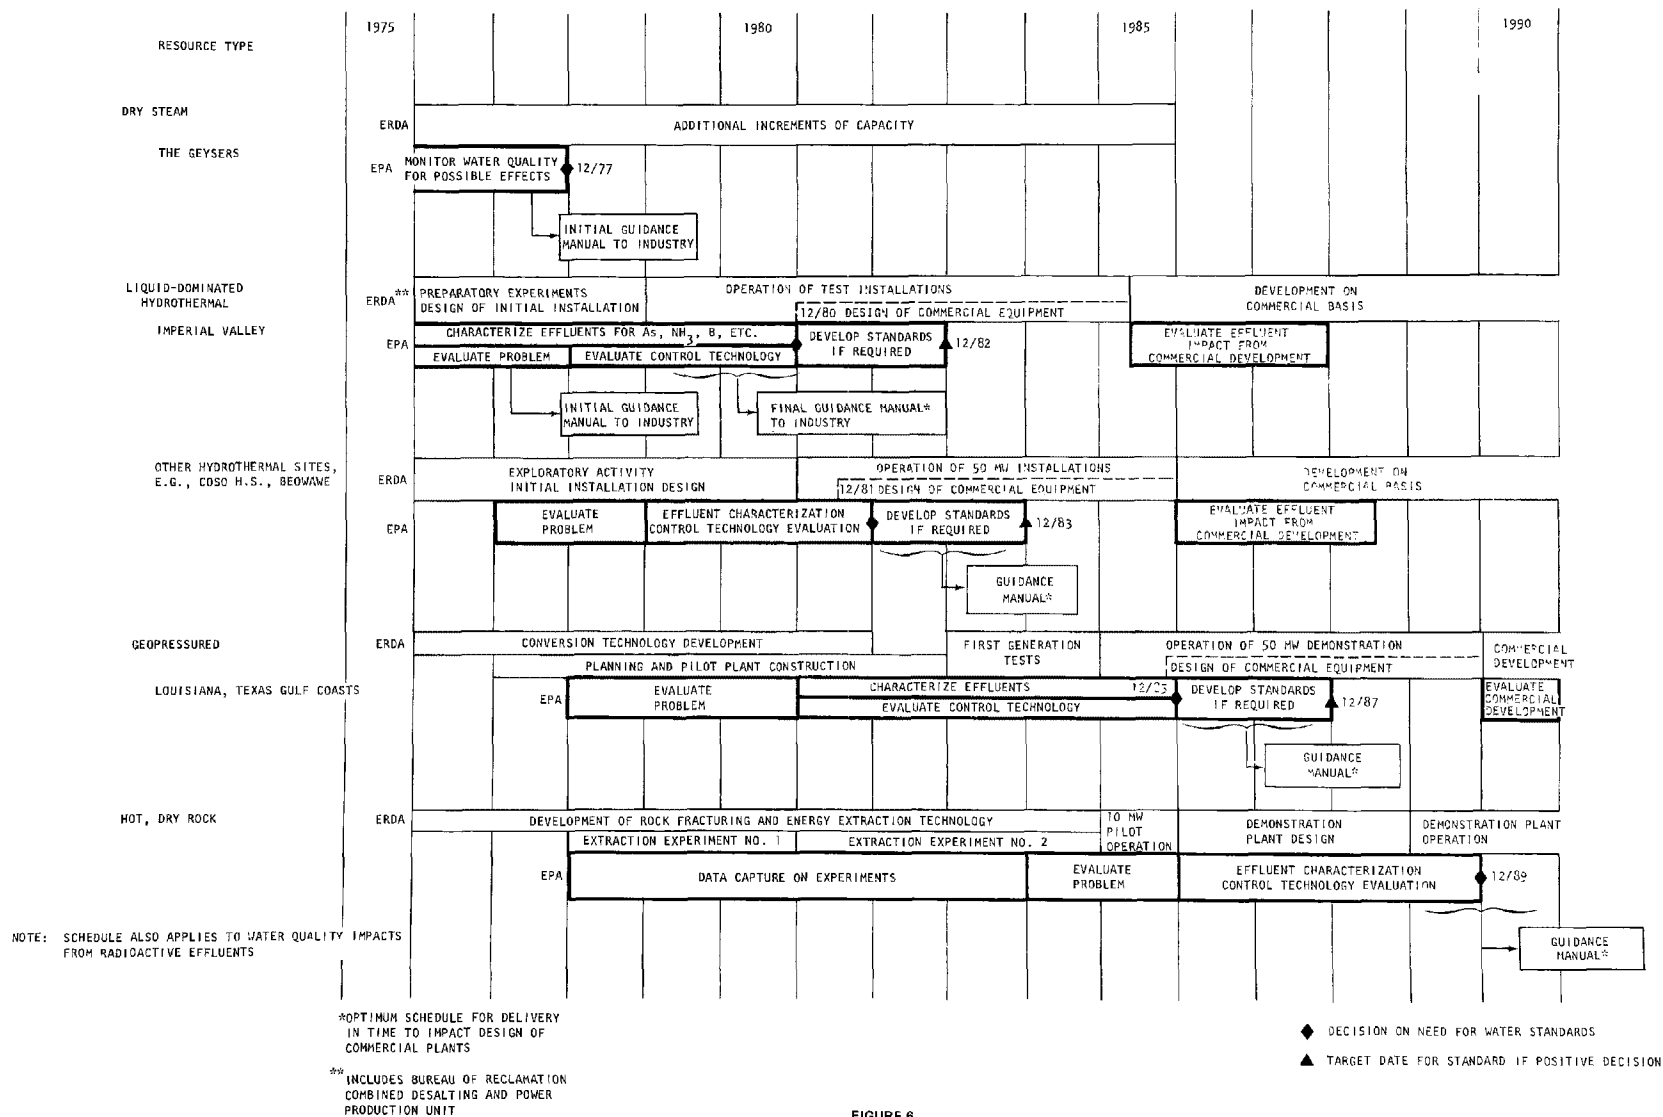 1975
1980
1985
1990
RESOURCE TYPE
DRY STEAM
ERDA
ADDITIONAL INCREMENTS OF CAPACITY
THE GEYSERS
EPA
MONITOR WATER QUALITY
FOR POSSIBLE EFFECTS
12/77
INITIAL GUIDANCE
MANUAL TO INDUSTRY
LIQUID-DOMINATED
HYDROTHERMAL
ERDA**
PREPARATORY EXPERIMENTS
DESIGN OF INITIAL INSTALLATION
OPERATION OF TEST INSTALLATIONS
12/80 DESIGN OF COMMERCIAL EQUIPMENT
DEVELOPMENT ON
COMMERCIAL BASIS
IMPERIAL VALLEY
EPA
CHARACTERIZE EFFLUENTS FOR As, NH3, B, ETC.
EVALUATE PROBLEM
EVALUATE CONTROL TECHNOLOGY
DEVELOP STANDARDS
IF REQUIRED
12/82
EVALUATE EFFLUENT
IMPACT FROM
COMMERCIAL DEVELOPMENT
INITIAL GUIDANCE
MANUAL TO INDUSTRY
FINAL GUIDANCE MANUAL*
TO INDUSTRY
OTHER HYDROTHERMAL SITES,
E.G., COSO H.S., BEOWAWE
ERDA
EXPLORATORY ACTIVITY
INITIAL INSTALLATION DESIGN
OPERATION OF 50 MW INSTALLATIONS
12/81 DESIGN OF COMMERCIAL EQUIPMENT
DEVELOPMENT ON
COMMERCIAL BASIS
EPA
EVALUATE
PROBLEM
EFFLUENT CHARACTERIZATION
CONTROL TECHNOLOGY EVALUATION
DEVELOP STANDARDS
IF REQUIRED
12/83
EVALUATE EFFLUENT
IMPACT FROM
COMMERCIAL DEVELOPMENT
GUIDANCE
MANUAL*
GEOPRESSURED
ERDA
CONVERSION TECHNOLOGY DEVELOPMENT
PLANNING AND PILOT PLANT CONSTRUCTION
FIRST GENERATION
TESTS
OPERATION OF 50 MW DEMONSTRATION
DESIGN OF COMMERCIAL EQUIPMENT
COMMERCIAL
DEVELOPMENT
LOUISIANA, TEXAS GULF COASTS
EPA
EVALUATE
PROBLEM
CHARACTERIZE EFFLUENTS
EVALUATE CONTROL TECHNOLOGY
DEVELOP STANDARDS
IF REQUIRED
12/87
EVALUATE
COMMERCIAL
DEVELOPMENT
GUIDANCE
MANUAL*
HOT, DRY ROCK
ERDA
DEVELOPMENT OF ROCK FRACTURING AND ENERGY EXTRACTION TECHNOLOGY
EXTRACTION EXPERIMENT NO. 1
EXTRACTION EXPERIMENT NO. 2
MW
PILOT
OPERATION
DEMONSTRATION
PLANT DESIGN
DEMONSTRATION PLANT
OPERATION
EPA
DATA CAPTURE ON EXPERIMENTS
EVALUATE
PROBLEM
EFFLUENT CHARACTERIZATION
CONTROL TECHNOLOGY EVALUATION
12/89
GUIDANCE
MANUAL*
NOTE: SCHEDULE ALSO APPLIES TO WATER QUALITY IMPACTS
FROM RADIOACTIVE EFFLUENTS
*OPTIMUM SCHEDULE FOR DELIVERY
IN TIME TO IMPACT DESIGN OF
COMMERCIAL PLANTS
**INCLUDES BUREAU OF RECLAMATION
COMBINED DESALTING AND POWER
PRODUCTION UNIT
◆ DECISION ON NEED FOR WATER STANDARDS
▲ TARGET DATE FOR STANDARD IF POSITIVE DECISION
FIGURE 6